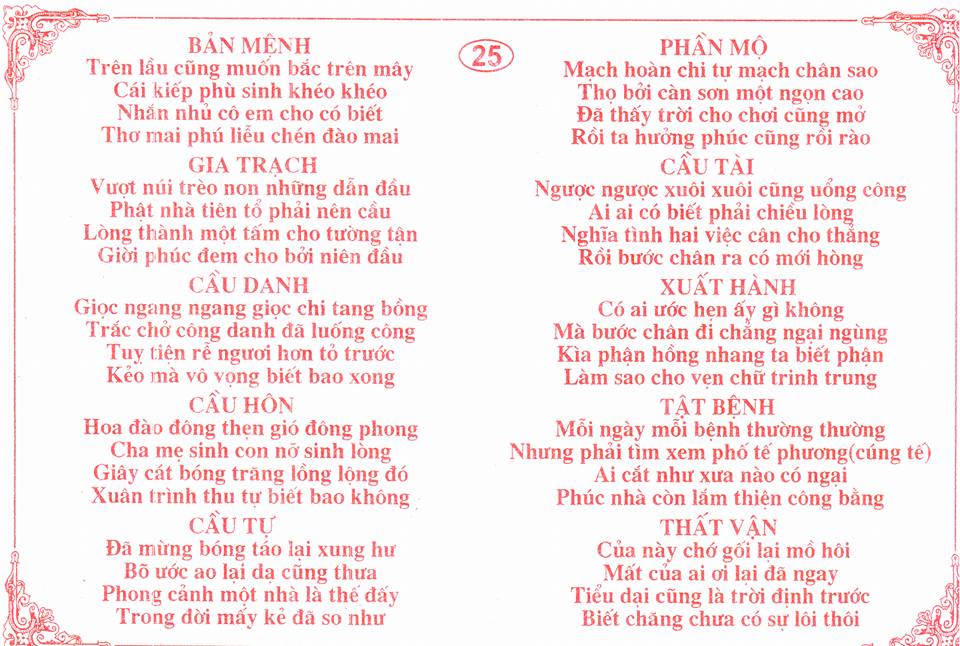 25
BẢN MỆNH
Trên lầu cũng muốn bắc trên mây
Cái kiếp phù sinh khéo khéo
Nhắn nhủ cô em cho có biết
Thơ mai phú liễu chén đào mai
GIA TRẠCH
Vượt núi trèo non những dẫn đầu
Phật nhà tiên tổ phải nên cầu
Lòng thành một tấm cho tường tận
Giời phúc đem cho bởi niên đầu
CẦU DANH
Giọc ngang ngang giọc chi tang bồng
Trắc chở công danh đã luống công
Tuy tiện rễ ngươi hơn tỏ trước
Kẻo mà vô vọng biết bao xong
CẦU HÔN
Hoa đào đông thẹn gió đông phong
Cha mẹ sinh con nỡ sinh lòng
Giây cát bóng trăng lồng lộng đó
Xuân trình thu tự biết bao không
CẦU TỰ
Đã mừng bóng táo lại xung hư
Bõ ước ao lại dạ cũng thưa
Phong cảnh một nhà là thế đấy
Trong đời mấy kẻ đã so như
PHẦN MỘ
Mạch hoàn chi tự mạch chân sao
Thọ bởi càn sơn một ngọn cao
Đã thấy trời cho chơi cũng mở
Rồi ta hưởng phúc cũng rồi rào
CẦU TÀI
Ngược ngược xuôi xuôi cũng uổng công
Ai ai có biết phải chiều lòng
Nghĩa tình hai việc cân cho thẳng
Rồi bước chân ra có mới hòng
XUẤT HÀNH
Có ai ước hẹn ấy gì không
Mà bước chân đi chẳng ngại ngùng
Kìa phận hồng nhang ta biết phận
Làm sao cho vẹn chữ trinh trung
TẬT BỆNH
Mỗi ngày mỗi bệnh thường thường
Nhưng phải tìm xem phố tế phương(cúng tế)
Ai cắt như xưa nào có ngại
Phúc nhà còn lắm thiện công bằng
THẤT VẬN
Của này chớ gối lại mồ hôi
Mất của ai ơi lại đã ngay
Tiểu dại cũng là trời định trước
Biết chăng chưa có sự lôi thôi